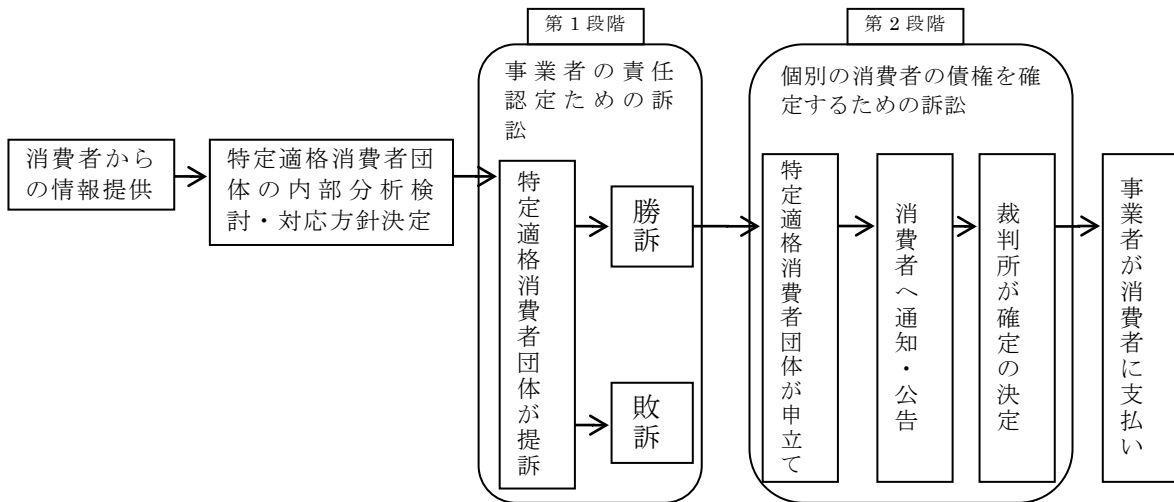 消費者から
の情報提供
特定適格消費者団
体の内部分析検
討・対応方針決定
第1段階
事業者の責任
認定ための訴
訟
特定適格消費者団体が提訴
勝訴
敗訴
第2段階
個別の消費者の債権を確
定するための訴訟
特定適格消費者団体が申立て
消費者へ通知・公告
裁判所が確定の決定
事業者が消費者に支払い